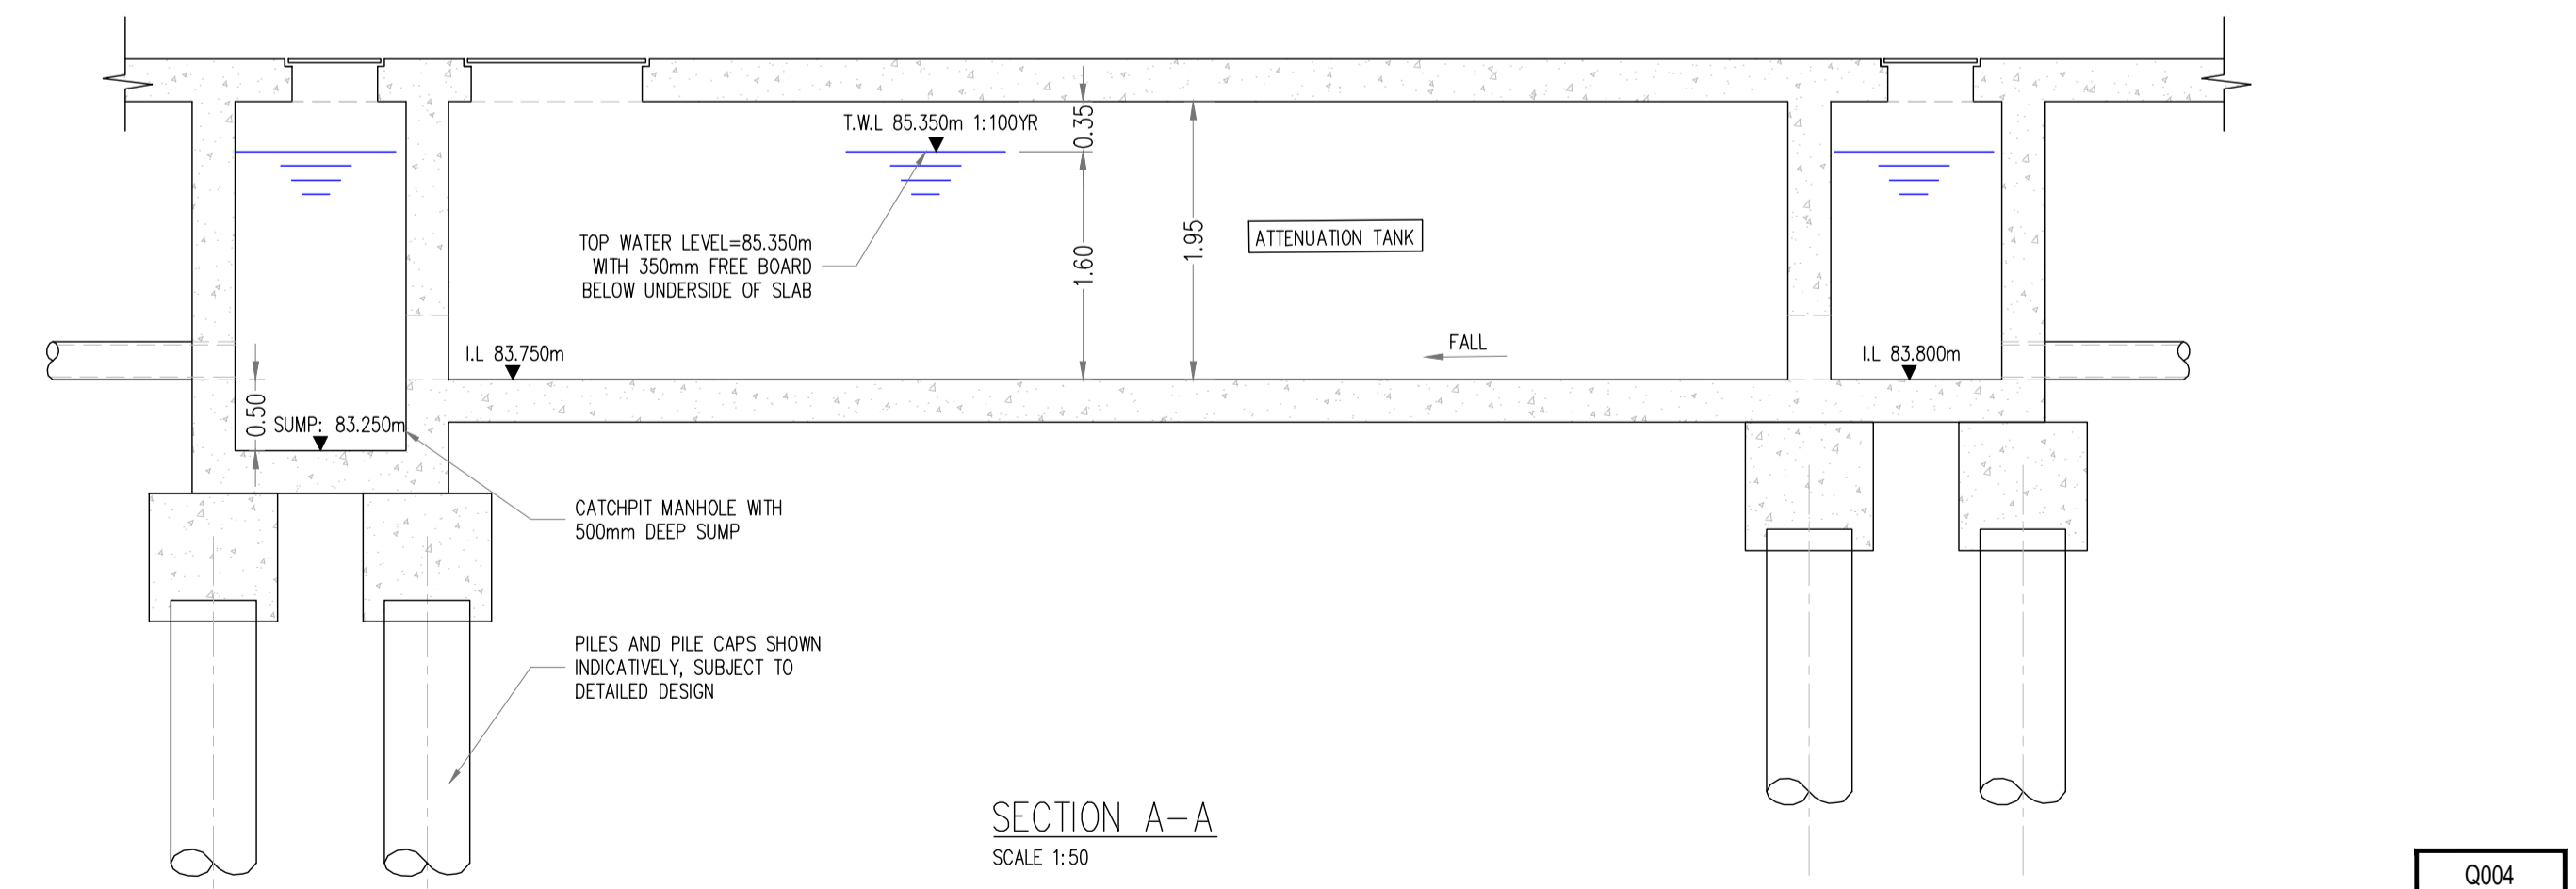 T.W.L 85.350m 1:100YR
0.35
TOP WATER LEVEL=85.350m
WITH 350mm FREE BOARD
BELOW UNDERSIDE OF SLAB
1.60
1.95
ATTENUATION TANK
I.L 83.750m
FALL
I.L 83.800m
0.50
SUMP: 83.250m
CATCHPIT MANHOLE WITH
500mm DEEP SUMP
PILES AND PILE CAPS SHOWN
INDICATIVELY, SUBJECT TO
DETAILED DESIGN
SECTION A-A
SCALE 1:50
Q004